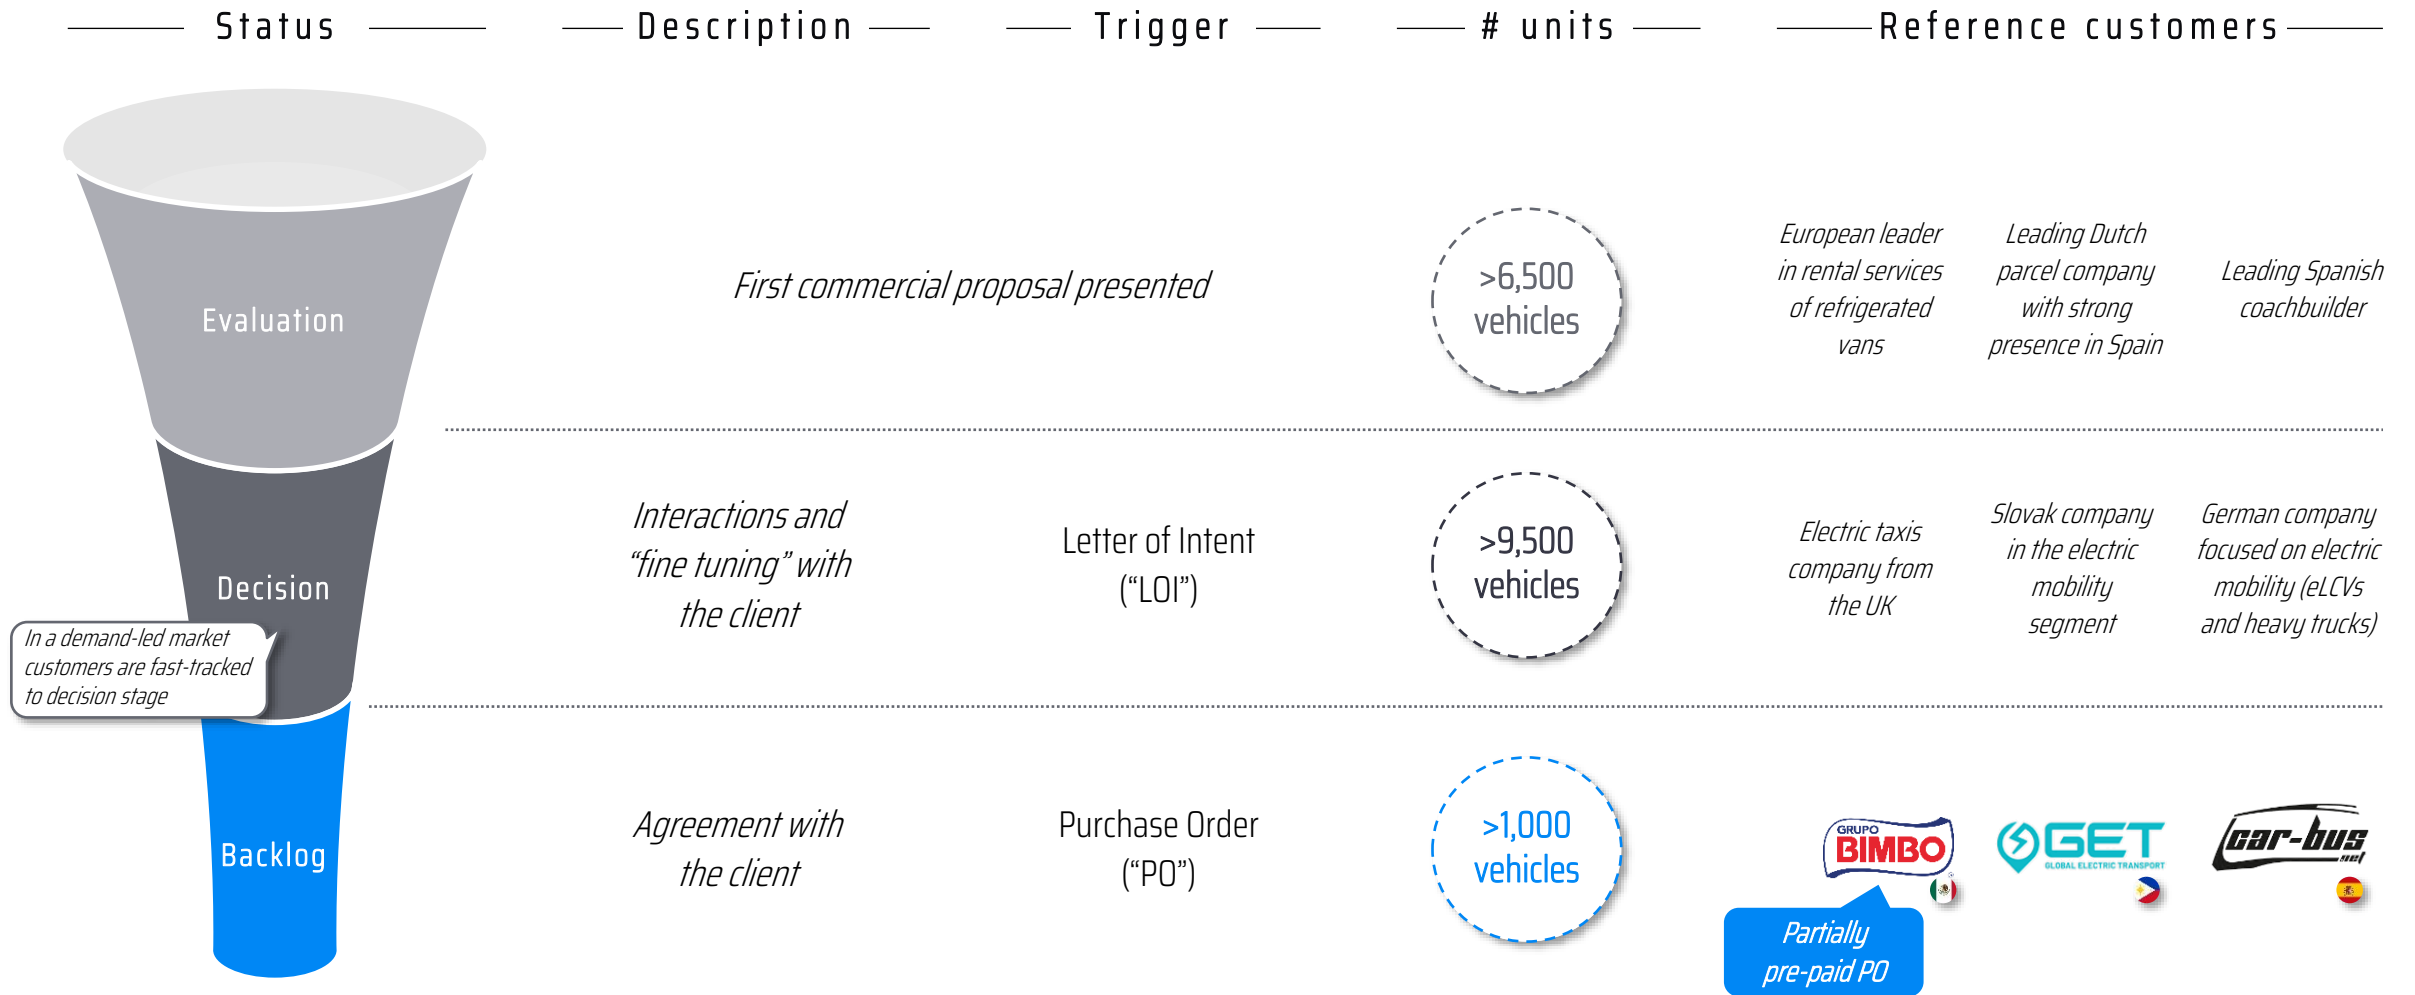 Status Description Trigger # units Reference customers
Evaluation
First commercial proposal presented
>6,500
vehicles
European leader
in rental services
of refrigerated
vans
Leading Dutch
parcel company
with strong
presence in Spain
Leading Spanish
coachbuilder
Decision
In a demand-led market
customers are fast-tracked
to decision stage
Interactions and
“fine tuning” with
the client
Letter of Intent
(“LOI”)
>9,500
vehicles
Electric taxis
company from
the UK
Slovak company
in the electric
mobility
segment
German company
focused on electric
mobility (eLCVs
and heavy trucks)
Backlog
Agreement with
the client
Purchase Order
(“PO”)
>1,000
vehicles
GRUPO
BIMBO
Partially
pre-paid PO
GET
GLOBAL ELECTRIC TRANSPORT
car-bus
.net